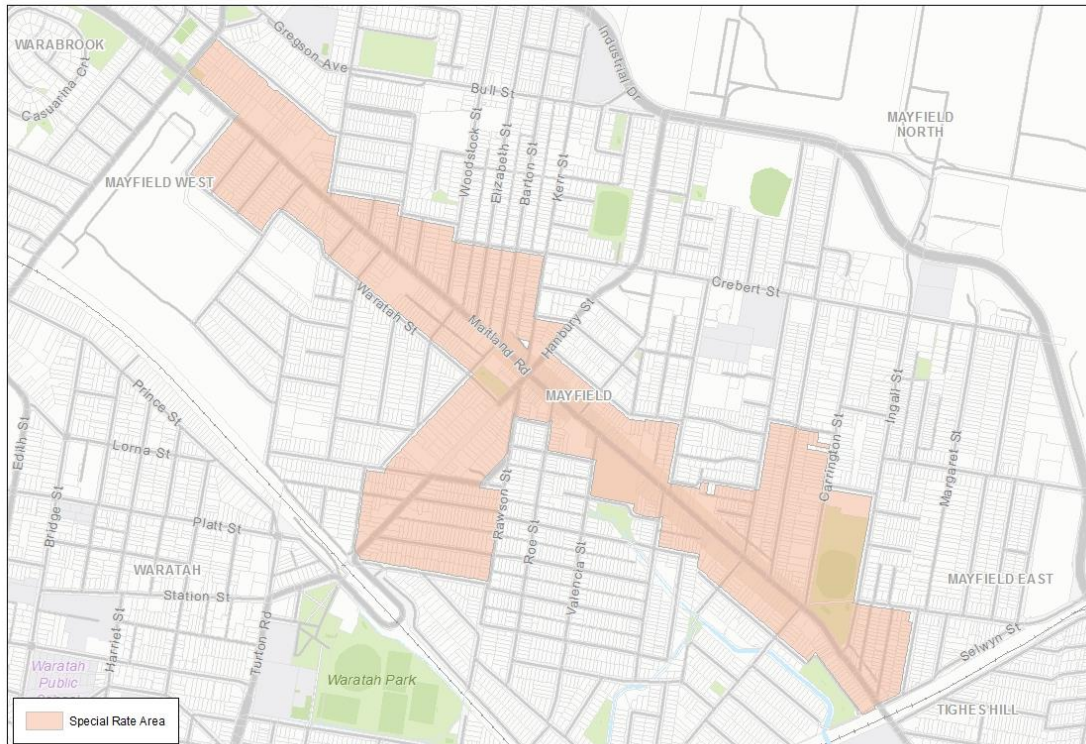 WARABROOK
Casuarina Crt
Gregson Ave
Bull St
Industrial Dr
MAYFIELD
NORTH
MAYFIELD WEST
Woodstock St
Elizabeth St
Barton St
Kerr St
Crebert St
Waratah St
Maitland Rd
Hanbury St
MAYFIELD
Prince St
Edith St
Lorna St
Bridge St
Platt St
Rawson St
Roe St
Valencia St
Carrington St
Ingall St
Margaret St
WARATAH
Station St
MAYFIELD EAST
Selwyn St
Harriet St
Turton Rd
Waratah
Public
Waratah Park
TIGHES HILL
Special Rate Area